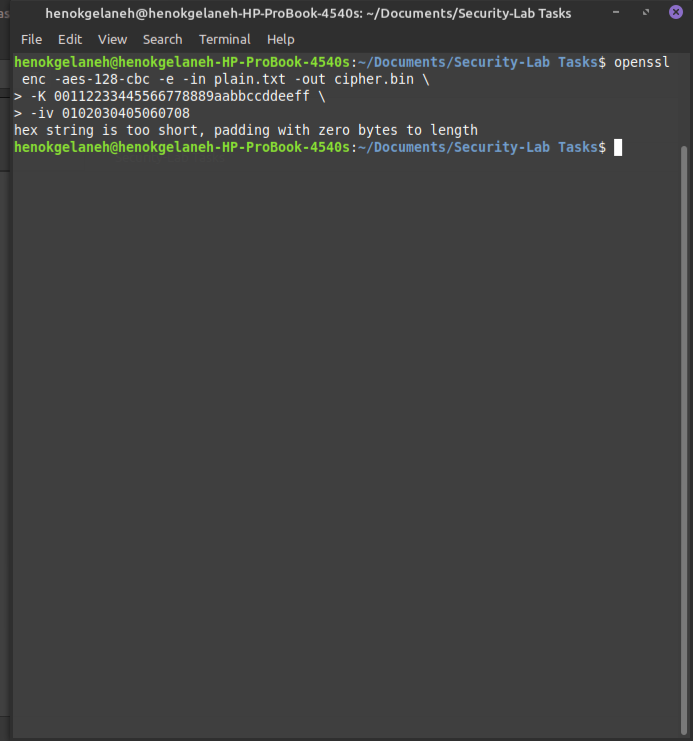 henokgelaneh@henokgelaneh-HP-ProBook-4540s: ~/Documents/Security-Lab Tasks
File Edit View Search Terminal Help
henokgelaneh@henokgelaneh-HP-ProBook-4540s:~/Documents/Security-Lab Tasks$ openssl
 enc -aes-128-cbc -e -in plain.txt -out cipher.bin \
> -K 00112233445566778889aabbccddeeff \
> -iv 0102030405060708
hex string is too short, padding with zero bytes to length
henokgelaneh@henokgelaneh-HP-ProBook-4540s:~/Documents/Security-Lab Tasks$